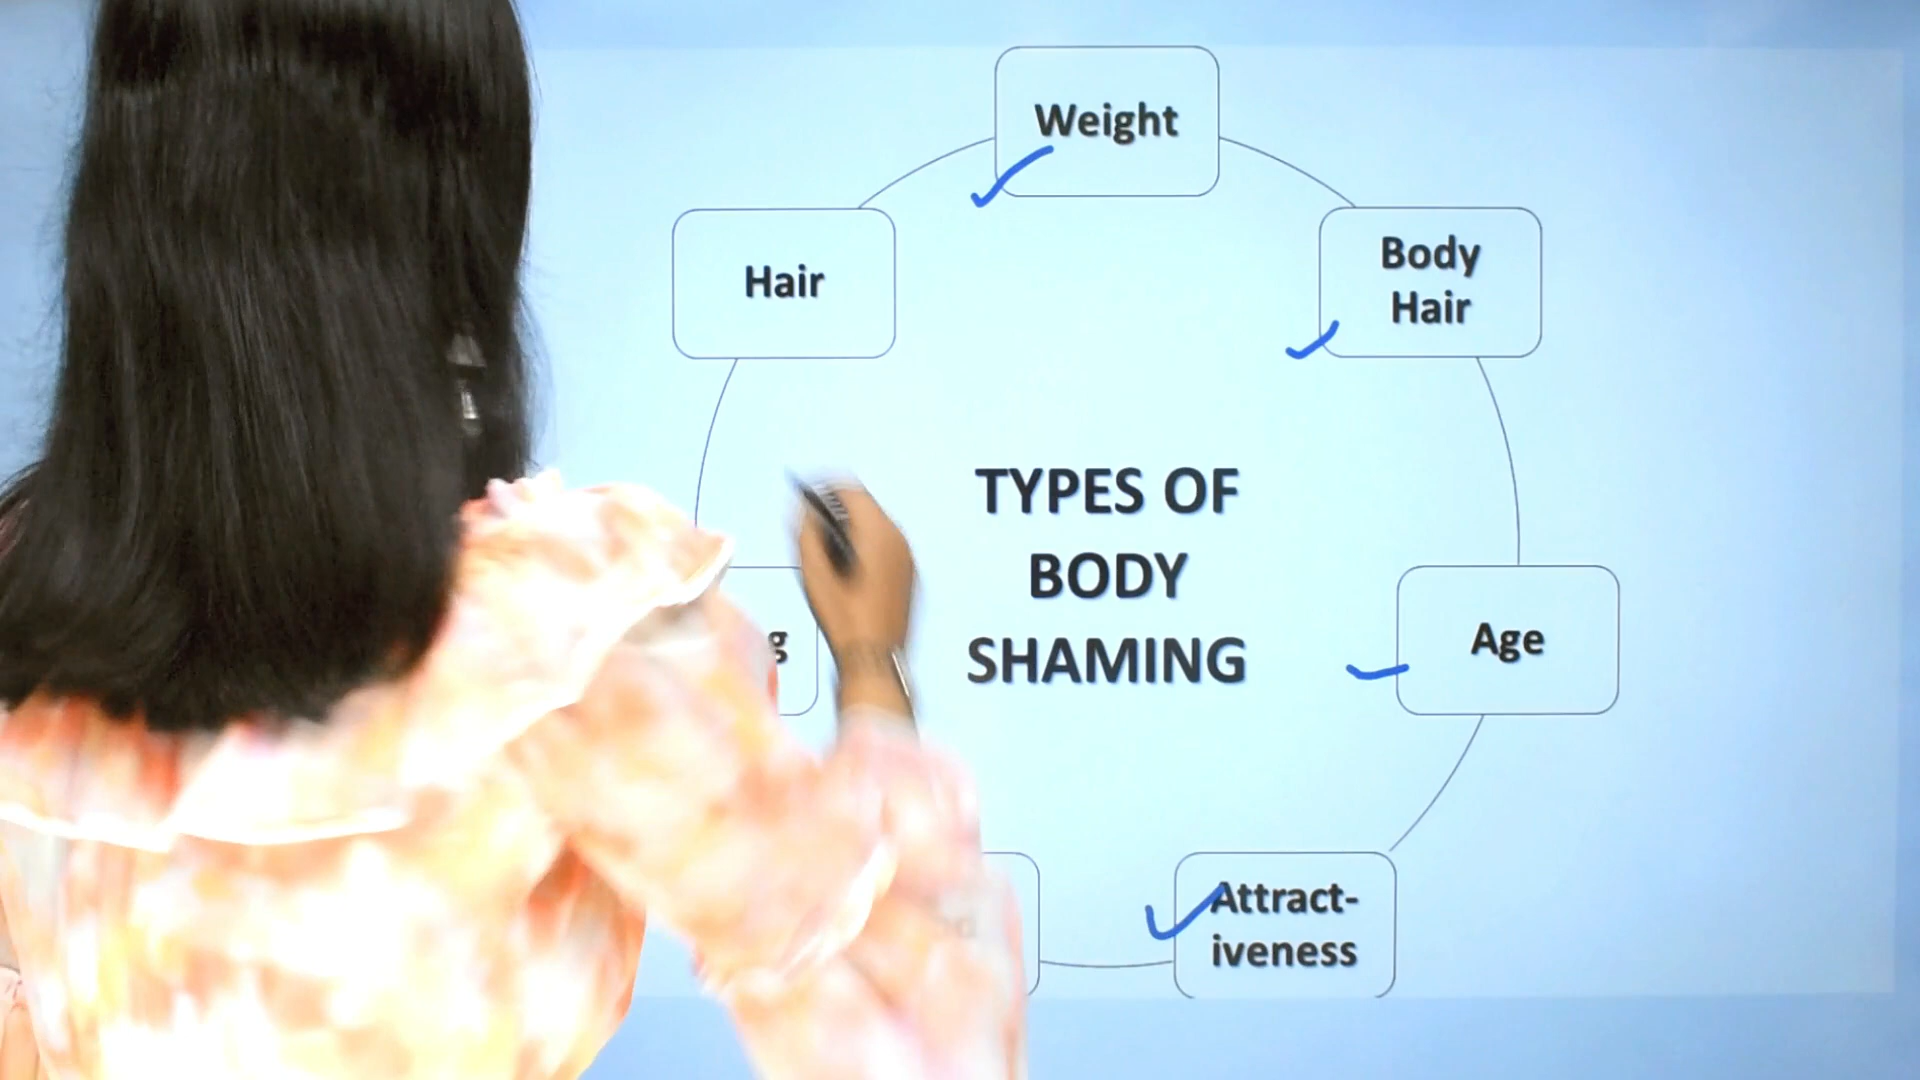 Weight
Hair
Body
Hair
TYPES OF
BODY
SHAMING
Age
Attract-
iveness